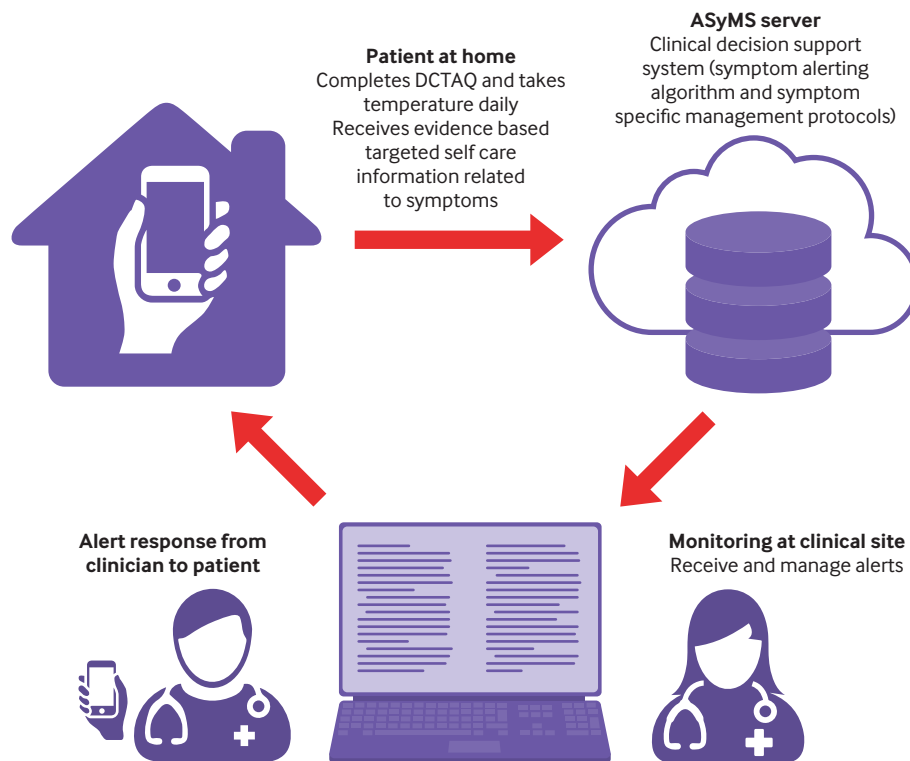 Patient at home
Completes DCTAQ and takes
temperature daily
Receives evidence based
targeted self care
information related
to symptoms
ASyMS server
Clinical decision support
system (symptom alerting
algorithm and symptom
specific management protocols)
Alert response from
clinician to patient
Monitoring at clinical site
Receive and manage alerts